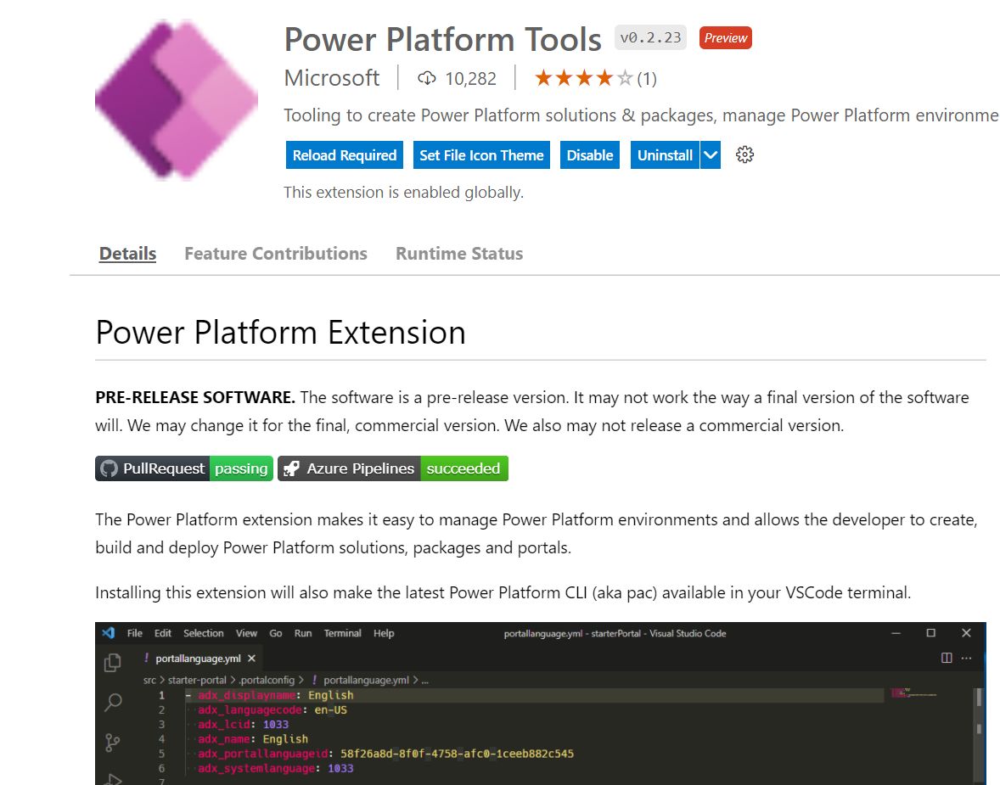 Power Platform Tools v0.2.23 Preview
Microsoft 10,282 (1)
Tooling to create Power Platform solutions & packages, manage Power Platform environme
Reload Required Set File Icon Theme Disable Uninstall
This extension is enabled globally.
Details Feature Contributions Runtime Status
Power Platform Extension
PRE-RELEASE SOFTWARE. The software is a pre-release version. It may not work the way a final version of the software
will. We may change it for the final, commercial version. We also may not release a commercial version.
PullRequest passing Azure Pipelines succeeded
The Power Platform extension makes it easy to manage Power Platform environments and allows the developer to create,
build and deploy Power Platform solutions, packages and portals.
Installing this extension will also make the latest Power Platform CLI (aka pac) available in your VSCode terminal.
File Edit Selection View Go Run Terminal Help portallanguage.yml - starterPortal - Visual Studio Code
! portallanguage.yml
src > starter-portal > .portalconfig > ! portallanguage.yml > ...
1 - adx_displayname: English
2 adx_languagecode: en-US
3 adx_lcid: 1033
4 adx_name: English
5 adx_portallanguageid: 58f26a8d-8f0f-4758-afc0-1ceeb882c545
6 adx_systemlanguage: 1033
7